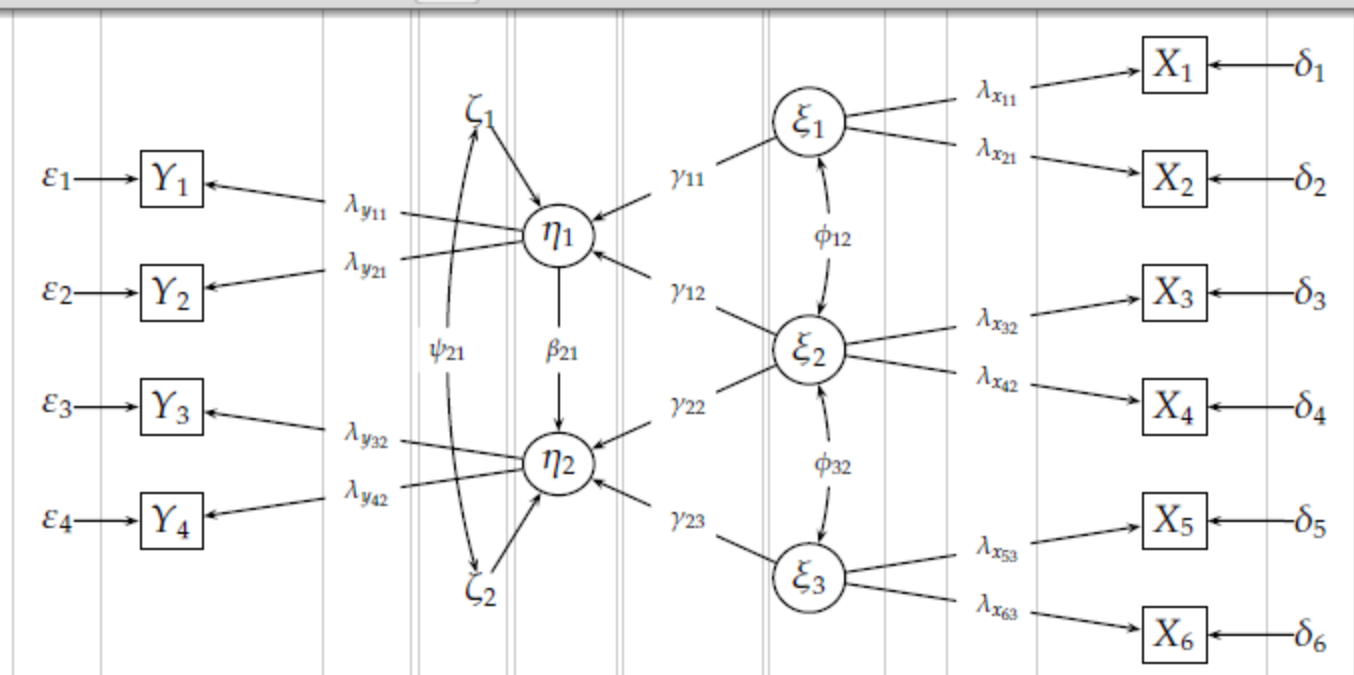 X₁ δ₁
λₓ₁₁
ζ₁ ξ₁
λₓ₂₁
ε₁ Y₁ γ₁₁ X₂ δ₂
λy₁₁
η₁ ϕ₁₂
λy₂₁
ε₂ Y₂ γ₁₂ X₃ δ₃
λₓ₃₂
ψ₂₁ β₂₁ ξ₂
λₓ₄₂
ε₃ Y₃ γ₂₂ X₄ δ₄
λy₃₂
η₂ ϕ₃₂
λy₄₂
ε₄ Y₄ γ₂₃ X₅ δ₅
λₓ₅₃
ζ₂ ξ₃
λₓ₆₃
X₆ δ₆